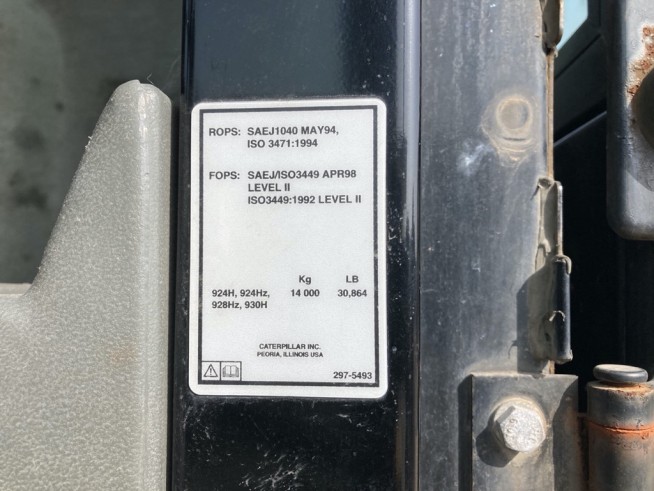 ROPS: SAEJ1040 MAY94,
ISO 3471:1994
FOPS: SAEJ/ISO3449 APR98
LEVEL II
ISO3449:1992 LEVEL II
Kg LB
924H, 924Hz, 14 000 30,864
928Hz, 930H
CATERPILLAR INC.
PEORIA, ILLINOIS USA
297-5493